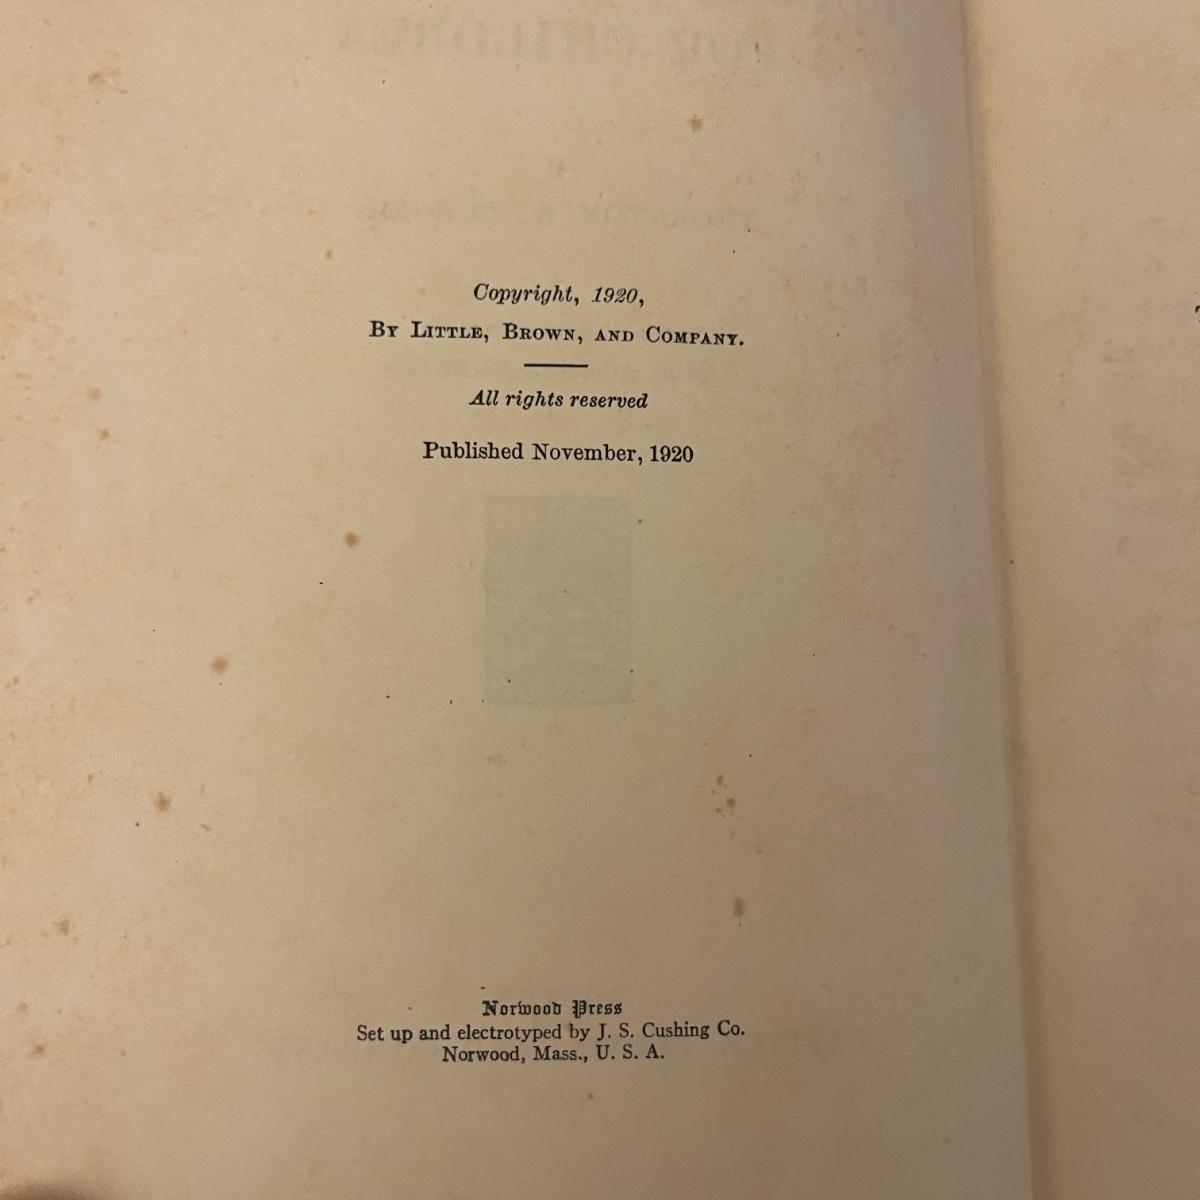 Copyright, 1920,
BY LITTLE, BROWN, AND COMPANY.
All rights reserved
Published November, 1920
Norwood Press
Set up and electrotyped by J. S. Cushing Co.
Norwood, Mass., U. S. A.